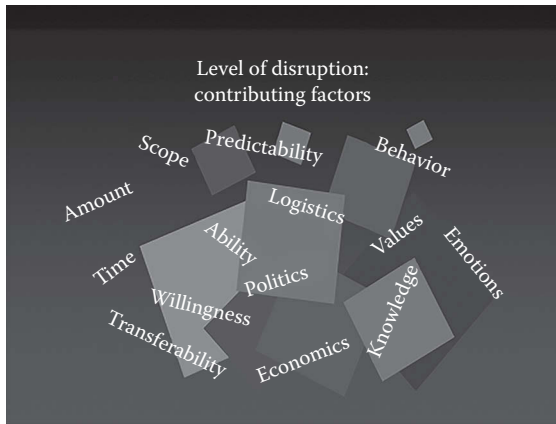 Level of disruption:
contributing factors
Scope
Predictability
Behavior
Amount
Logistics
Ability
Values
Emotions
Time
Politics
Willingness
Knowledge
Transferability
Economics